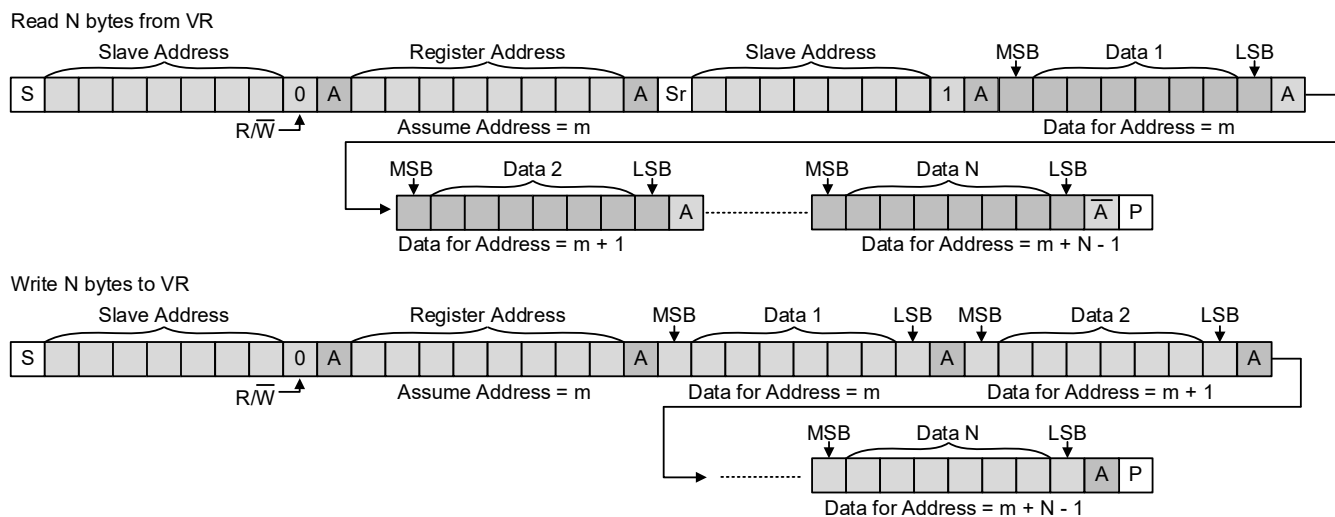 Read N bytes from VR
Slave Address Register Address Slave Address MSB Data 1 LSB
S 0 A A Sr 1 A A
R/W̅ Assume Address = m Data for Address = m
MSB Data 2 LSB MSB Data N LSB
A A̅ P
Data for Address = m + 1 Data for Address = m + N - 1
Write N bytes to VR
Slave Address Register Address MSB Data 1 LSB MSB Data 2 LSB
S 0 A A A A
R/W̅ Assume Address = m Data for Address = m Data for Address = m + 1
MSB Data N LSB
A P
Data for Address = m + N - 1